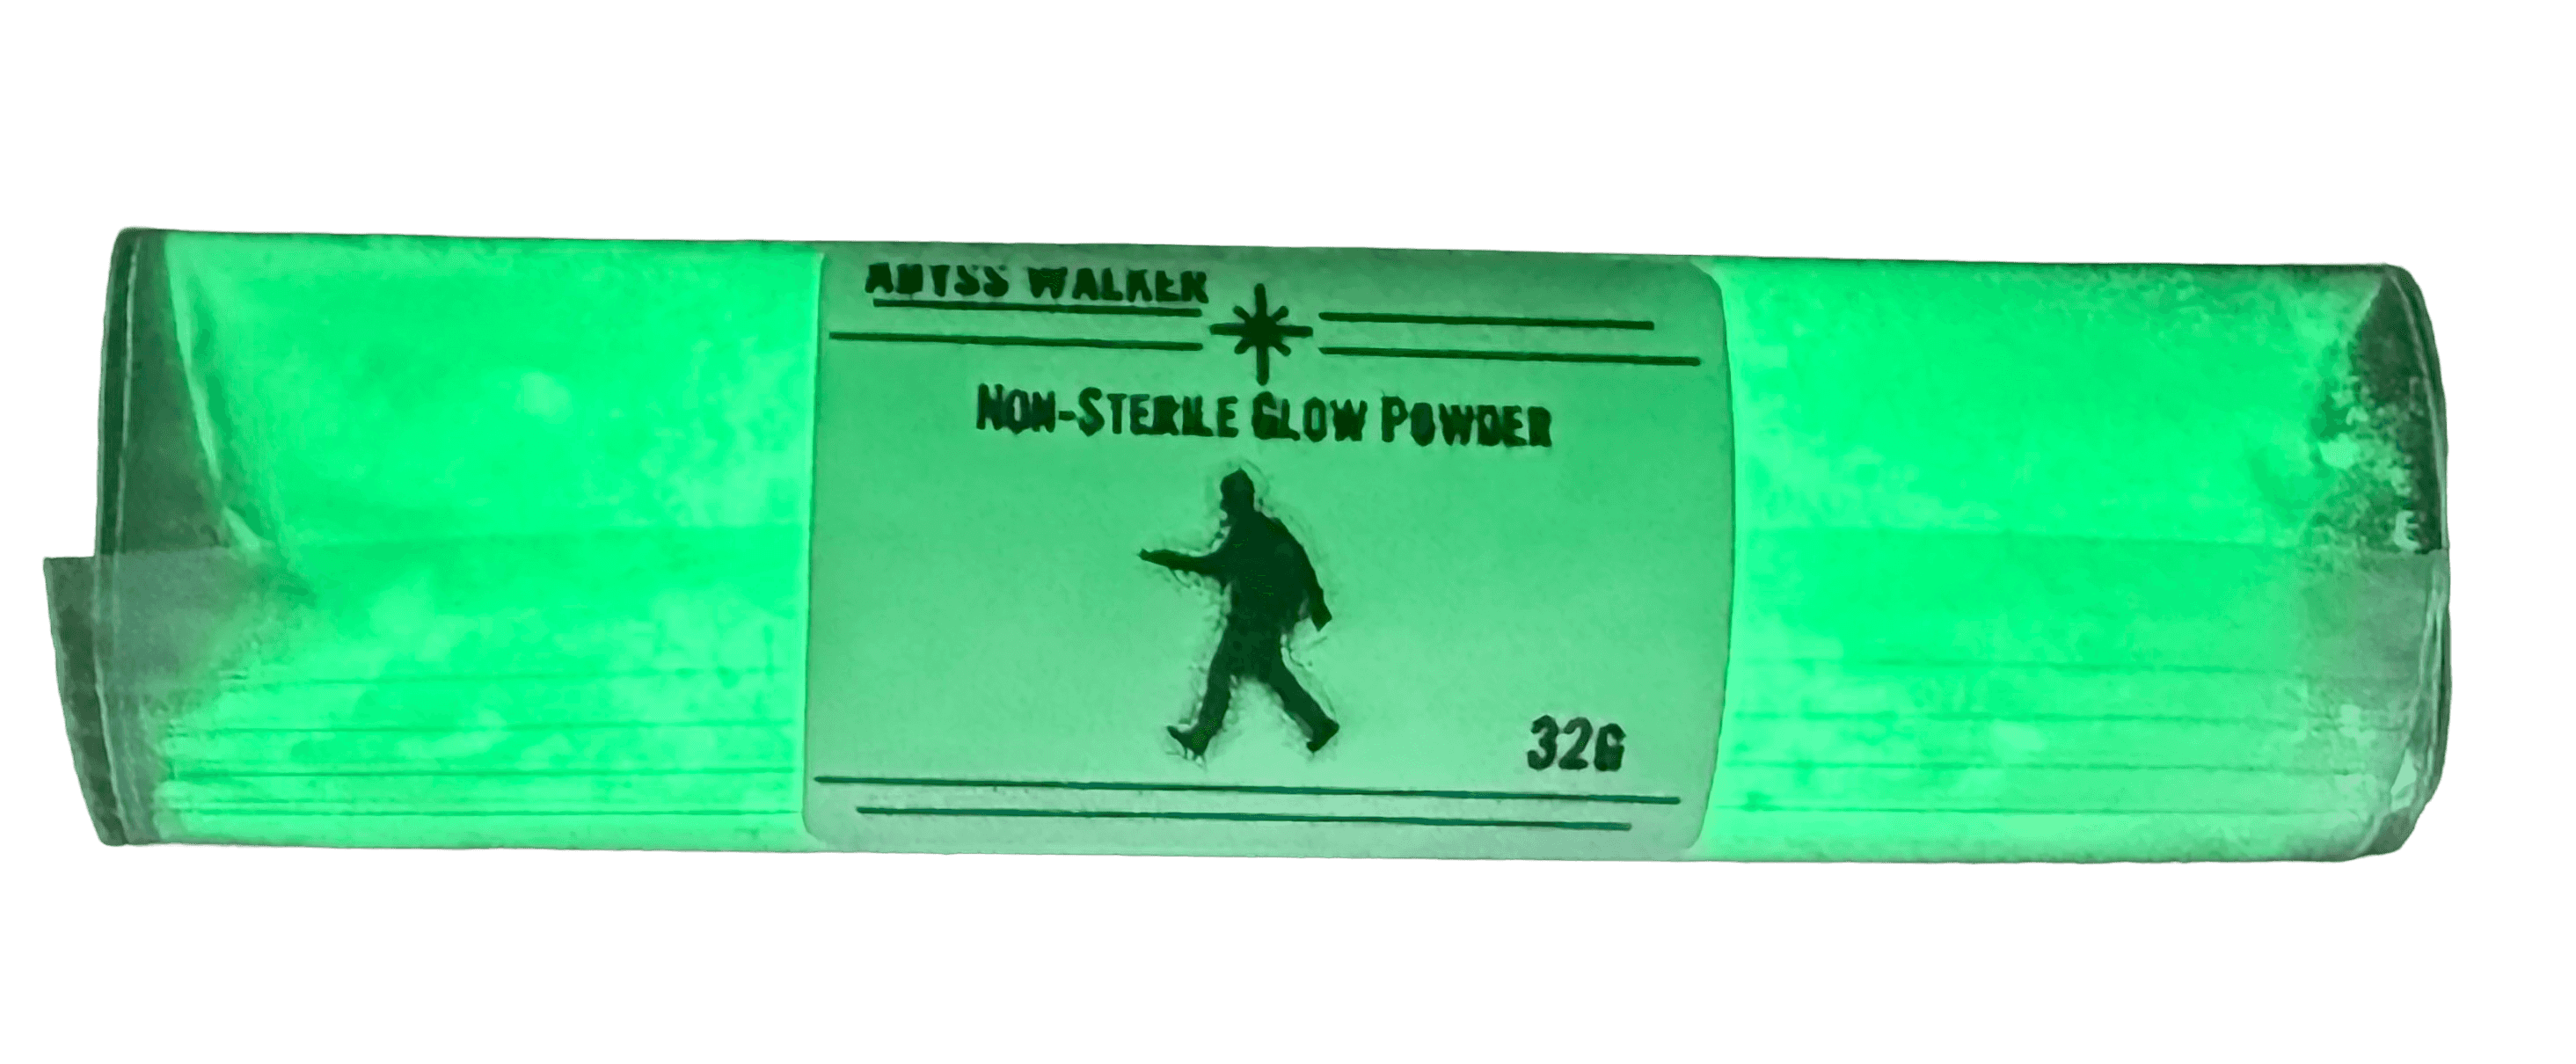 ABYSS WALKER
NON-STERILE GLOW POWDER
32G